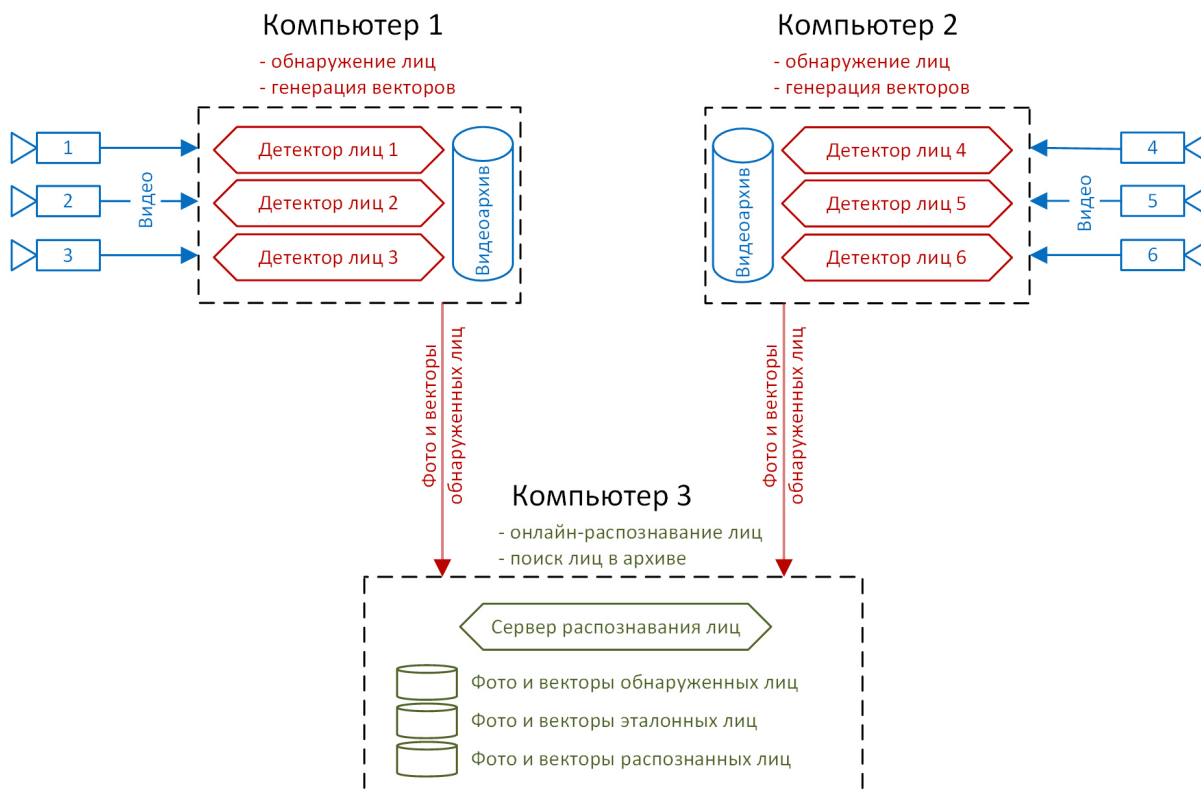 Компьютер 1
- обнаружение лиц
- генерация векторов
1
2
3
Видео
Детектор лиц 1
Детектор лиц 2
Детектор лиц 3
Видеоархив
Компьютер 2
- обнаружение лиц
- генерация векторов
Видеоархив
Детектор лиц 4
Детектор лиц 5
Детектор лиц 6
Видео
4
5
6
Фото и векторы
обнаруженных лиц
Фото и векторы
обнаруженных лиц
Компьютер 3
- онлайн-распознавание лиц
- поиск лиц в архиве
Сервер распознавания лиц
Фото и векторы обнаруженных лиц
Фото и векторы эталонных лиц
Фото и векторы распознанных лиц